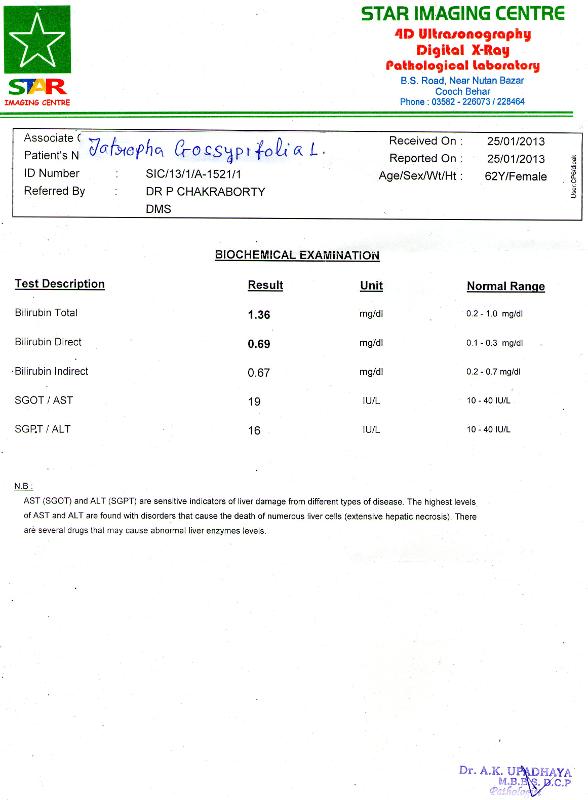 STAR IMAGING CENTRE
4D Ultrasonography
Digital X-Ray
Pathological Laboratory
B.S. Road, Near Nutan Bazar
Cooch Behar
Phone : 03582 - 226073 / 228464
STAR
IMAGING CENTRE
Associate C
Patient's N
Jatropha Gossypifolia L.
ID Number : SIC/13/1/A-1521/1
Referred By : DR P CHAKRABORTY
DMS
Received On : 25/01/2013
Reported On : 25/01/2013
Age/Sex/Wt/Ht : 62Y/Female
BIOCHEMICAL EXAMINATION
Test Description Result Unit Normal Range
Bilirubin Total 1.36 mg/dl 0.2 - 1.0 mg/dl
Bilirubin Direct 0.69 mg/dl 0.1 - 0.3 mg/dl
Bilirubin Indirect 0.67 mg/dl 0.2 - 0.7 mg/dl
SGOT / AST 19 IU/L 10 - 40 IU/L
SGPT / ALT 16 IU/L 10 - 40 IU/L
N.B :
AST (SGOT) and ALT (SGPT) are sensitive indicators of liver damage from different types of disease. The highest levels
of AST and ALT are found with disorders that cause the death of numerous liver cells (extensive hepatic necrosis). There
are several drugs that may cause abnormal liver enzymes levels.
Dr. A.K. UPADHAYA
M.B.B.S. D.C.P
Pathologist